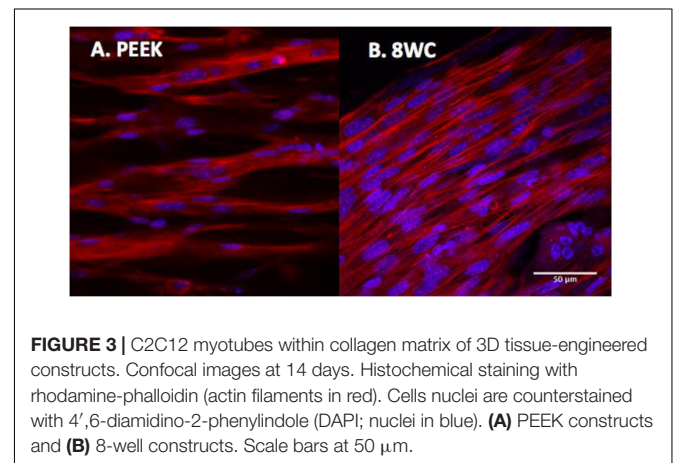 A. PEEK
B. 8WC
50 µm
FIGURE 3 | C2C12 myotubes within collagen matrix of 3D tissue-engineered
constructs. Confocal images at 14 days. Histochemical staining with
rhodamine-phalloidin (actin filaments in red). Cells nuclei are counterstained
with 4′,6-diamidino-2-phenylindole (DAPI; nuclei in blue). (A) PEEK constructs
and (B) 8-well constructs. Scale bars at 50 µm.